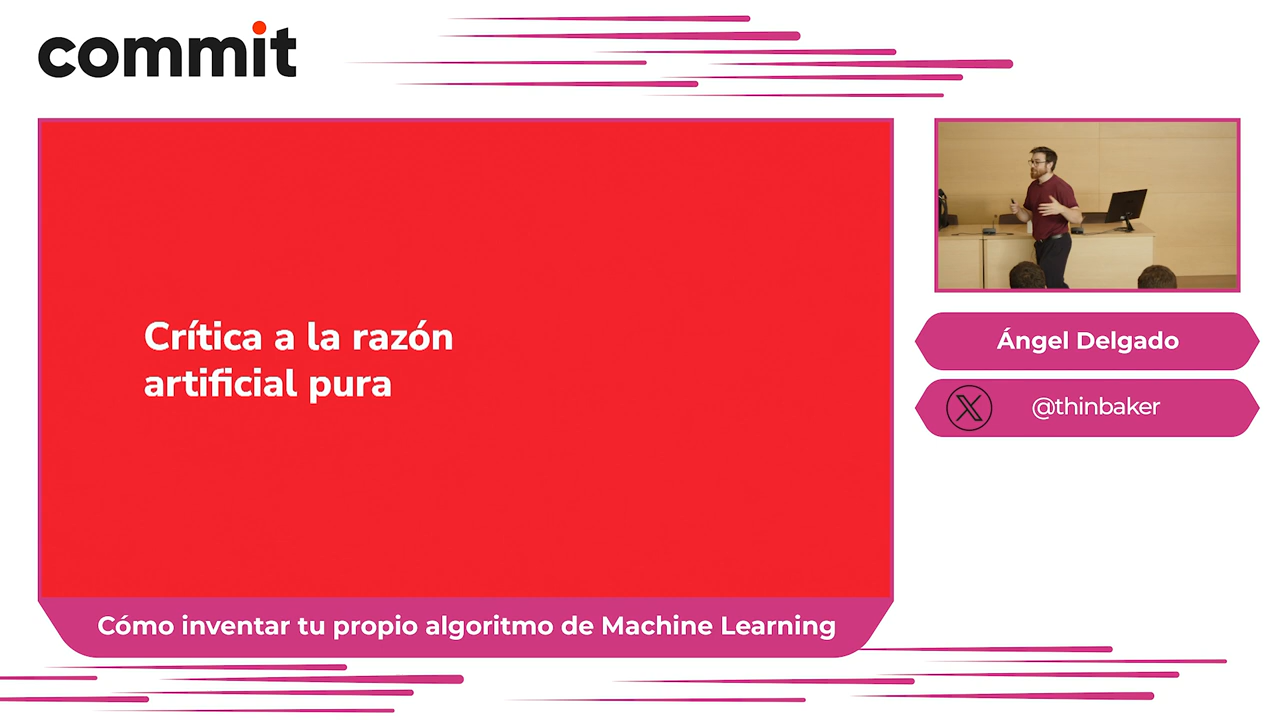 commit
Crítica a la razón
artificial pura
Ángel Delgado
@thinbaker
Cómo inventar tu propio algoritmo de Machine Learning